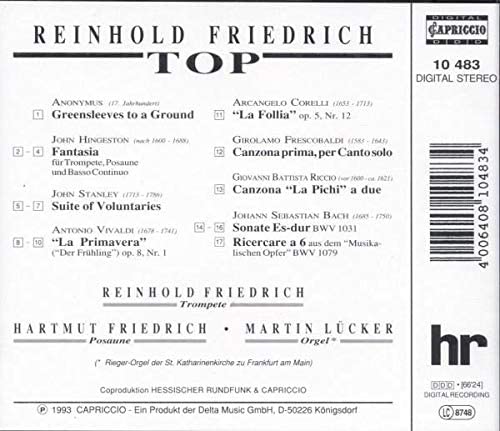 REINHOLD FRIEDRICH
TOP
ANONYMUS (17. Jahrhundert)
1 Greensleeves to a Ground
JOHN HINGESTON (nach 1600 - 1688)
2 - 4 Fantasia
für Trompete, Posaune
und Basso Continuo
JOHN STANLEY (1713 - 1786)
5 - 7 Suite of Voluntaries
ANTONIO VIVALDI (1678 - 1741)
8 - 10 "La Primavera"
("Der Frühling") op. 8, Nr. 1
ARCANGELO CORELLI (1653 - 1713)
11 "La Follia" op. 5, Nr. 12
GIROLAMO FRESCOBALDI (1583 - 1643)
12 Canzona prima, per Canto solo
GIOVANNI BATTISTA RICCIO (vor 1600 - ca. 1621)
13 Canzona "La Pichi" a due
JOHANN SEBASTIAN BACH (1685 - 1750)
14 - 16 Sonate Es-dur BWV 1031
17 Ricercare a 6 aus dem "Musika-
lischen Opfer" BWV 1079
REINHOLD FRIEDRICH
Trompete
HARTMUT FRIEDRICH • MARTIN LÜCKER
Posaune Orgel*
(* Rieger-Orgel der St. Katharinenkirche zu Frankfurt am Main)
Coproduktion HESSISCHER RUNDFUNK & CAPRICCIO
℗ 1993 CAPRICCIO - Ein Produkt der Delta Music GmbH, D-50226 Königsdorf
DIGITAL
CAPRICCIO
DDD
10 483
DIGITAL STEREO
4 006408 104834
hr
DDD • [66'24]
DIGITAL RECORDING
LC 8748